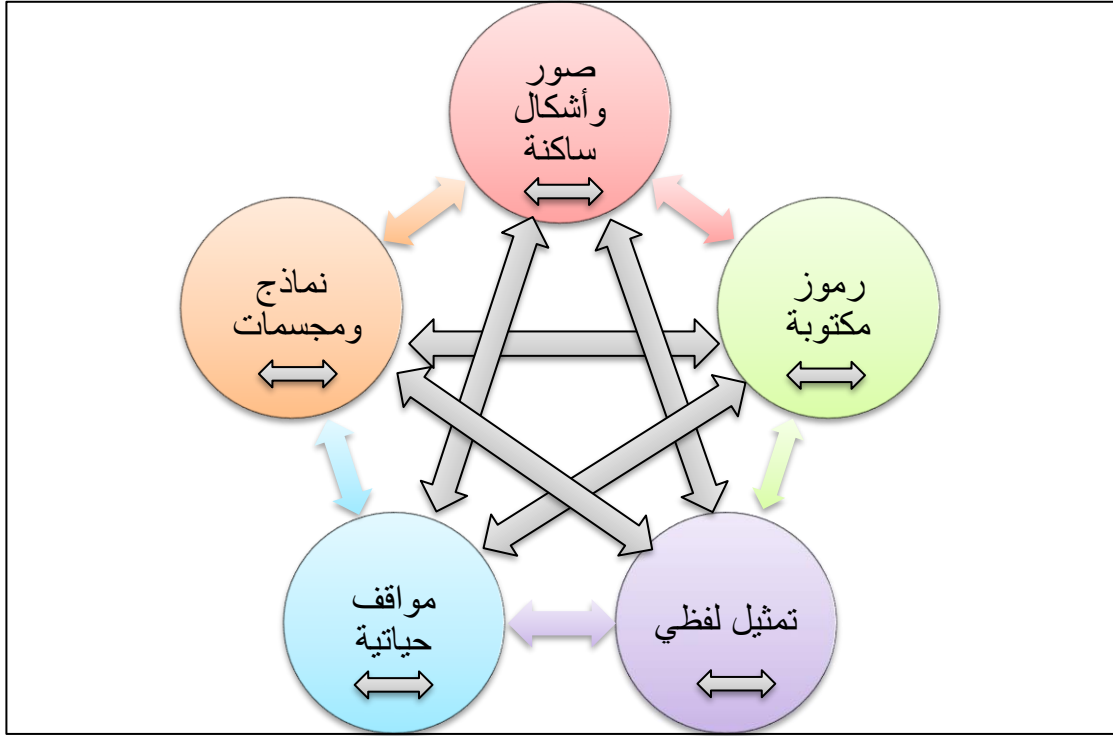 صور
وأشكال
ساكنة
رموز
مكتوبة
تمثيل لفظي
مواقف
حياتية
نماذج
ومجسمات